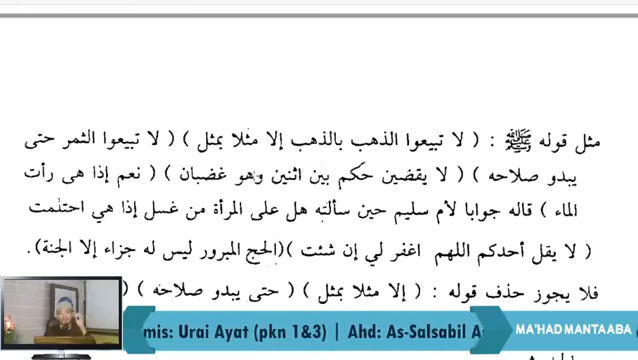 مثل قوله ﷺ : ( لا تبيعوا الذهب بالذهب إلا مثلا بمثل ) ( لا تبيعوا الثمر حتى
يبدو صلاحه ) ( لا يقضين حكم بين اثنين وهو غضبان ) ( نعم إذا هى رأت
الماء ) قاله جوابا لأم سليم حين سألته هل على المرأة من غسل إذا هي احتلمت
( لا يقل أحدكم اللهم اغفر لي إن شئت )(الحج المبرور ليس له جزاء إلا الجنة).
فلا يجوز حذف قوله : ( إلا مثلا بمثل ) ( حتى يبدو صلاحه ) (
mis: Urai Ayat (pkn 1&3) | Ahd: As-Salsabil A
MA'HAD MANTAABA